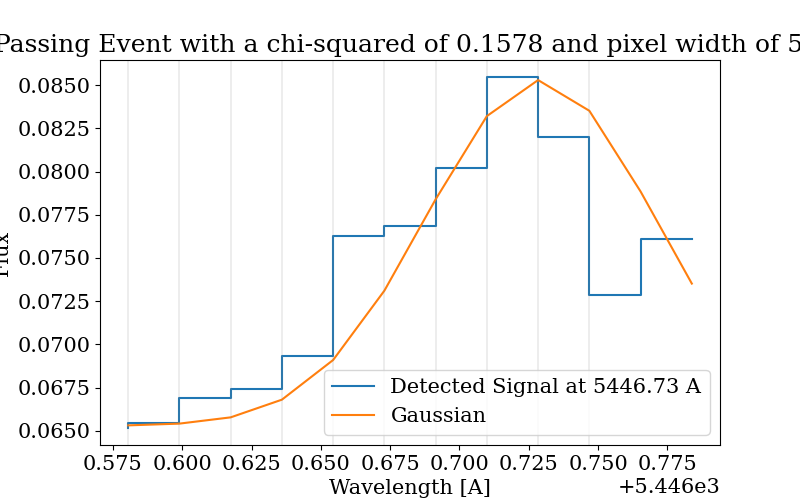 Passing Event with a chi-squared of 0.1578 and pixel width of 5
0.0850
0.0825
0.0800
0.0775
0.0750
0.0725
0.0700
0.0675
0.0650
Flux
Detected Signal at 5446.73 A
Gaussian
0.575 0.600 0.625 0.650 0.675 0.700 0.725 0.750 0.775
Wavelength [A]
+5.446e3